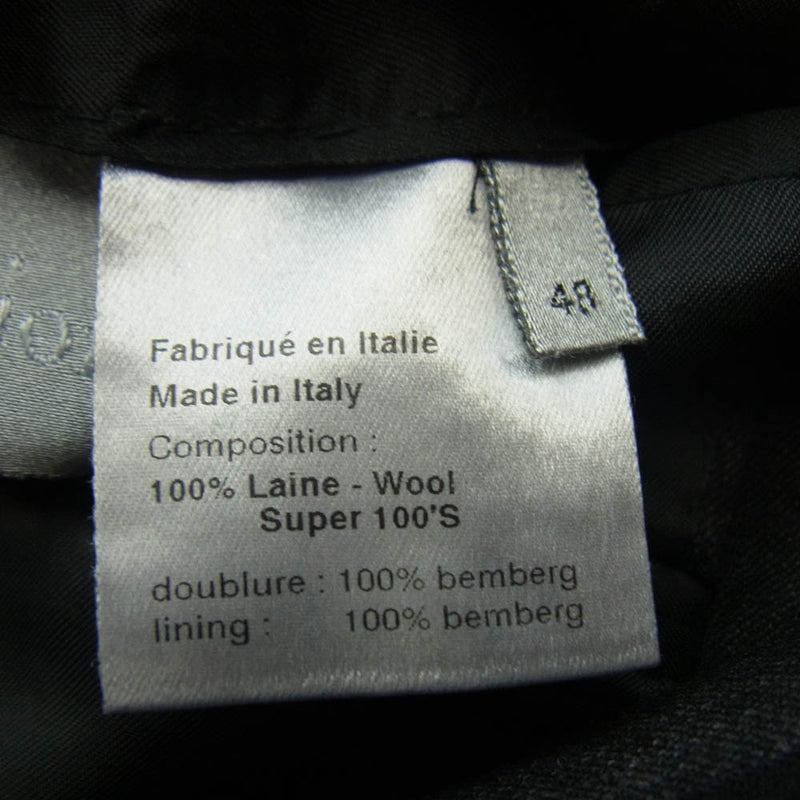 48
Fabriqué en Italie
Made in Italy
Composition :
100% Laine - Wool
Super 100'S
doublure : 100% bemberg
lining : 100% bemberg